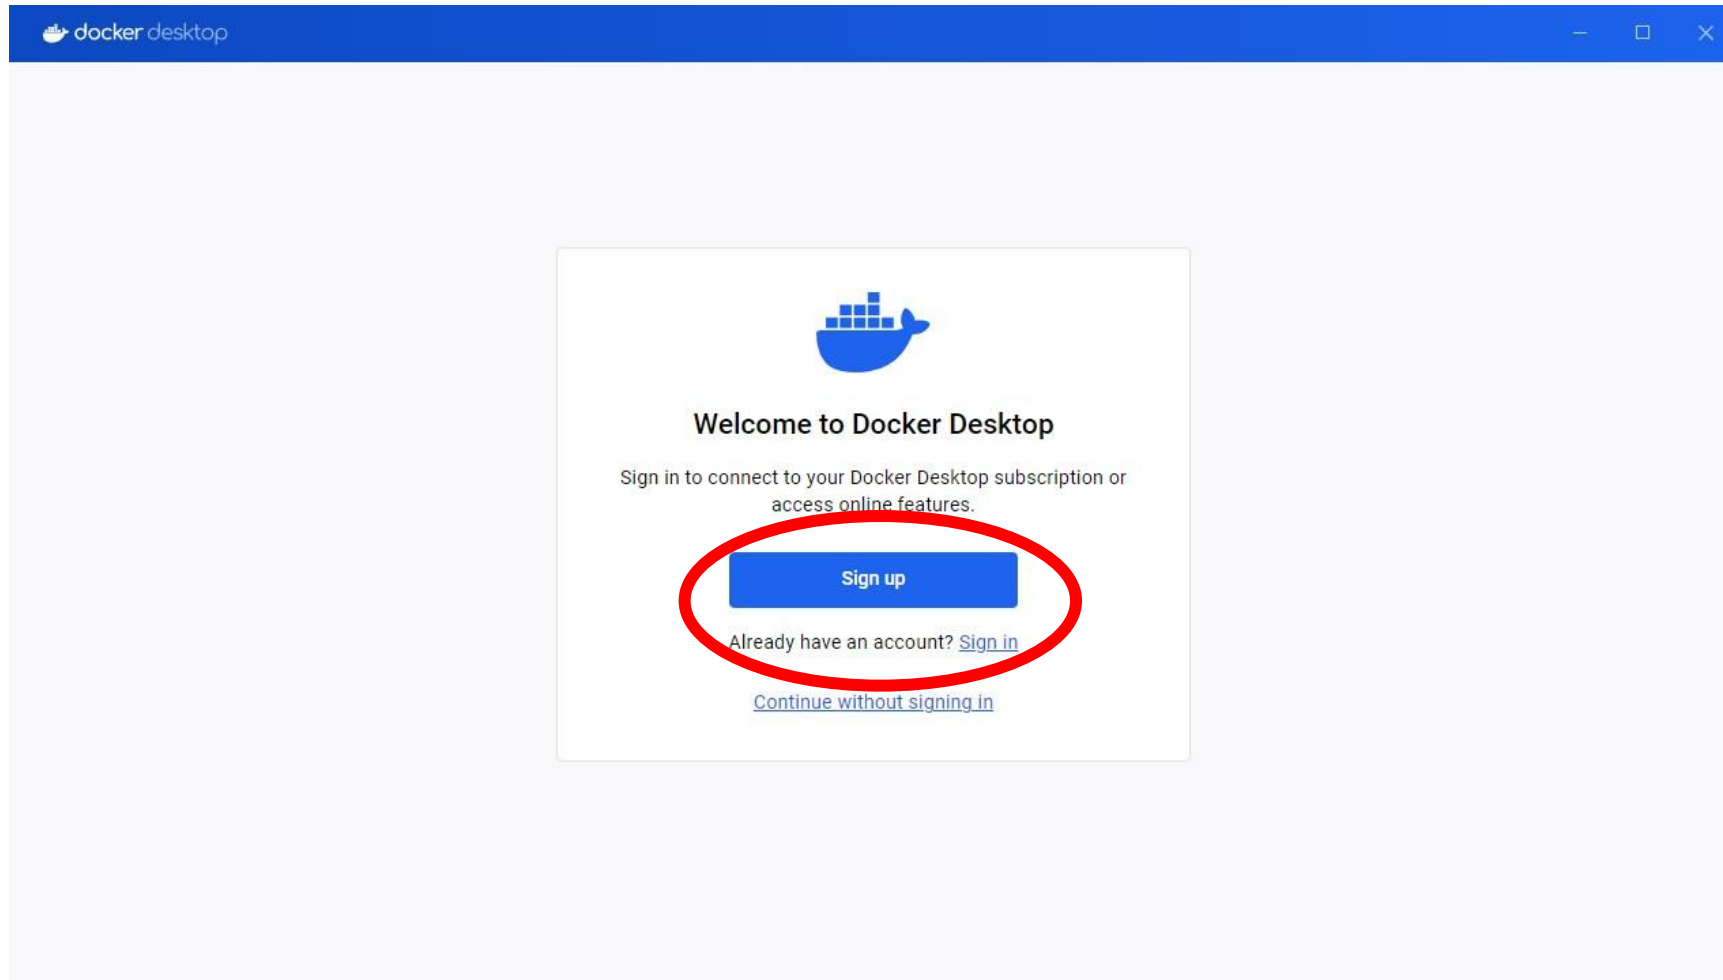 docker desktop
Welcome to Docker Desktop
Sign in to connect to your Docker Desktop subscription or
access online features.
Sign up
Already have an account? Sign in
Continue without signing in